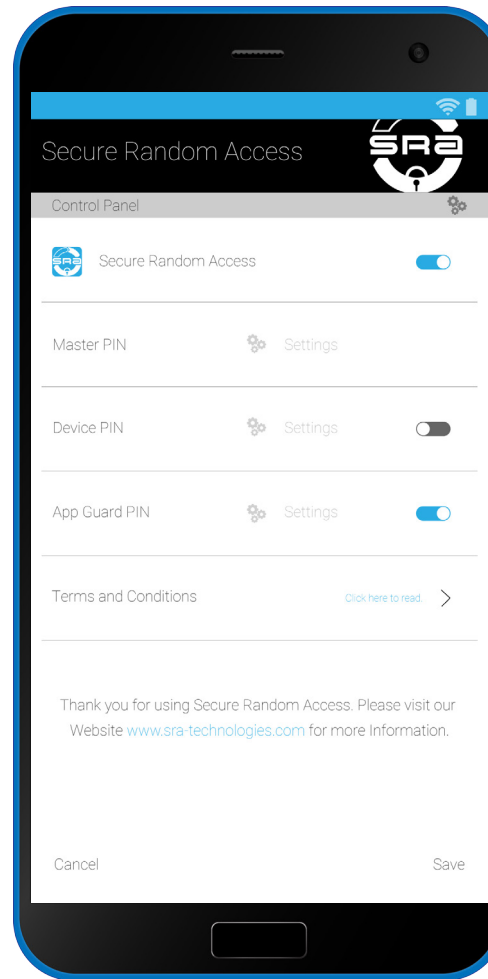 Secure Random Access
SRA
Control Panel
SRA Secure Random Access
Master PIN Settings
Device PIN Settings
App Guard PIN Settings
Terms and Conditions Click here to read.
Thank you for using Secure Random Access. Please visit our
Website www.sra-technologies.com for more Information.
Cancel Save